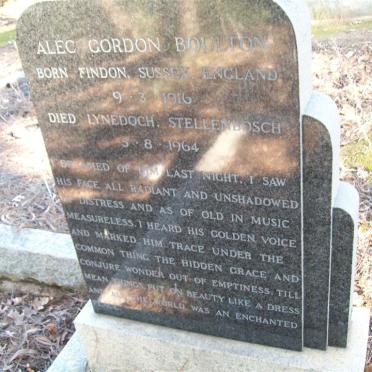 ALEC GORDON BOULTON
BORN FINDON, SUSSEX, ENGLAND
9·3·1916
DIED LYNEDOCH, STELLENBOSCH
5·8·1964
LAST NIGHT, I SAW
HIS FACE ALL RADIANT AND UNSHADOWED
DISTRESS AND AS OF OLD IN MUSIC
MEASURELESS, I HEARD HIS GOLDEN VOICE
AND MARKED HIM TRACE UNDER THE
COMMON THING THE HIDDEN GRACE AND
CONJURE WONDER OUT OF EMPTINESS, TILL
MEAN THINGS PUT ON BEAUTY LIKE A DRESS
WORLD WAS AN ENCHANTED